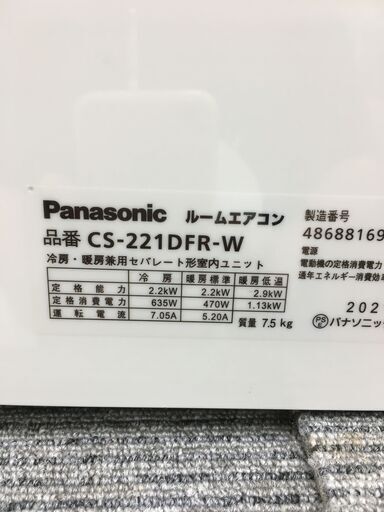 Panasonic ルームエアコン
品番 CS-221DFR-W
冷房・暖房兼用セパレート形室内ユニット
冷房 暖房標準 暖房低温
定格能力 2.2kW 2.2kW 2.9kW
定格消費電力 635W 470W 1.13kW
運転電流 7.05A 5.20A
質量 7.5 kg
製造番号
48688169
電源
電動機の定格消費電力
通年エネルギー消費効率
202
PS E パナソニック